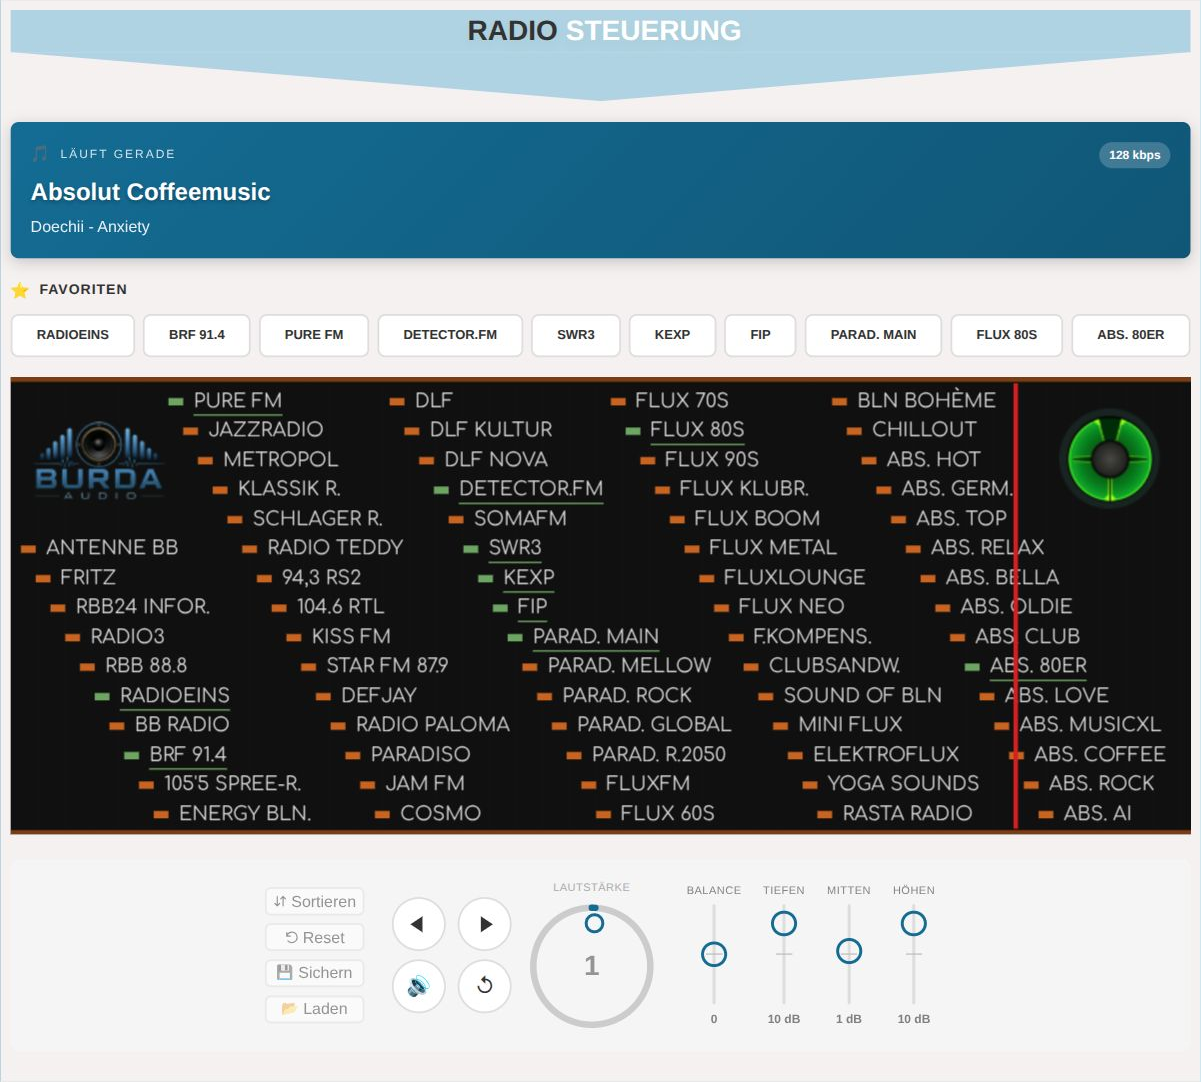 RADIO STEUERUNG
LÄUFT GERADE
128 kbps
Absolut Coffeemusic
Doechii - Anxiety
FAVORITEN
RADIOEINS
BRF 91.4
PURE FM
DETECTOR.FM
SWR3
KEXP
FIP
PARAD. MAIN
FLUX 80S
ABS. 80ER
BURDA
AUDIO
ANTENNE BB
FRITZ
RBB24 INFOR.
RADIO3
RBB 88.8
RADIOEINS
BB RADIO
BRF 91.4
105'5 SPREE-R.
ENERGY BLN.
PURE FM
JAZZRADIO
METROPOL
KLASSIK R.
SCHLAGER R.
RADIO TEDDY
94,3 RS2
104.6 RTL
KISS FM
STAR FM 87.9
DEFJAY
RADIO PALOMA
PARADISO
JAM FM
COSMO
DLF
DLF KULTUR
DLF NOVA
DETECTOR.FM
SOMAFM
SWR3
KEXP
FIP
PARAD. MAIN
PARAD. MELLOW
PARAD. ROCK
PARAD. GLOBAL
PARAD. R.2050
FLUXFM
FLUX 60S
FLUX 70S
FLUX 80S
FLUX 90S
FLUX KLUBR.
FLUX BOOM
FLUX METAL
FLUXLOUNGE
FLUX NEO
F.KOMPENS.
CLUBSANDW.
SOUND OF BLN
MINI FLUX
ELEKTROFLUX
YOGA SOUNDS
RASTA RADIO
BLN BOHÈME
CHILLOUT
ABS. HOT
ABS. GERM.
ABS. TOP
ABS. RELAX
ABS. BELLA
ABS. OLDIE
ABS. CLUB
ABS. 80ER
ABS. LOVE
ABS. MUSICXL
ABS. COFFEE
ABS. ROCK
ABS. AI
Sortieren
Reset
Sichern
Laden
LAUTSTÄRKE
1
BALANCE
TIEFEN
MITTEN
HÖHEN
0
10 dB
1 dB
10 dB